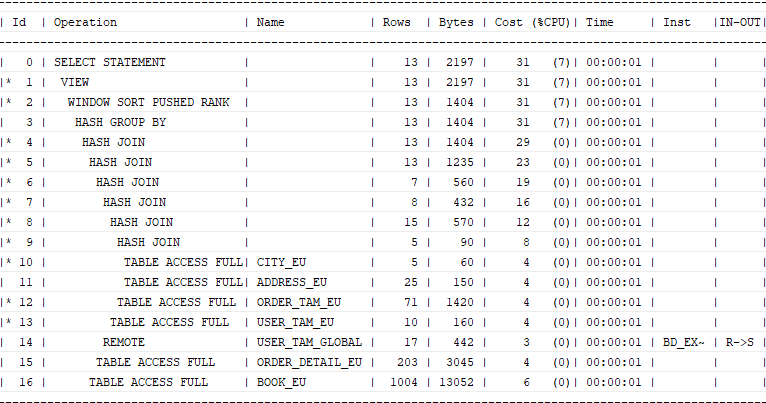 | Id  | Operation                         | Name             | Rows  | Bytes | Cost (%CPU)| Time     | Inst   |IN-OUT|
|   0 | SELECT STATEMENT                  |                  |    13 |  2197 |    31   (7)| 00:00:01 |        |      |
|*  1 |  VIEW                             |                  |    13 |  2197 |    31   (7)| 00:00:01 |        |      |
|*  2 |   WINDOW SORT PUSHED RANK         |                  |    13 |  1404 |    31   (7)| 00:00:01 |        |      |
|   3 |    HASH GROUP BY                  |                  |    13 |  1404 |    31   (7)| 00:00:01 |        |      |
|*  4 |     HASH JOIN                     |                  |    13 |  1404 |    29   (0)| 00:00:01 |        |      |
|*  5 |      HASH JOIN                    |                  |    13 |  1235 |    23   (0)| 00:00:01 |        |      |
|*  6 |       HASH JOIN                   |                  |     7 |   560 |    19   (0)| 00:00:01 |        |      |
|*  7 |        HASH JOIN                  |                  |     8 |   432 |    16   (0)| 00:00:01 |        |      |
|*  8 |         HASH JOIN                 |                  |    15 |   570 |    12   (0)| 00:00:01 |        |      |
|*  9 |          HASH JOIN                |                  |     5 |    90 |     8   (0)| 00:00:01 |        |      |
|* 10 |           TABLE ACCESS FULL| CITY_EU          |     5 |    60 |     4   (0)| 00:00:01 |        |      |
|  11 |           TABLE ACCESS FULL| ADDRESS_EU       |    25 |   150 |     4   (0)| 00:00:01 |        |      |
|* 12 |          TABLE ACCESS FULL | ORDER_TAM_EU     |    71 |  1420 |     4   (0)| 00:00:01 |        |      |
|* 13 |         TABLE ACCESS FULL  | USER_TAM_EU      |    10 |   160 |     4   (0)| 00:00:01 |        |      |
|  14 |        REMOTE              | USER_TAM_GLOBAL |    17 |   442 |     3   (0)| 00:00:01 | BD_EX~ | R->S |
|  15 |       TABLE ACCESS FULL    | ORDER_DETAIL_EU |   203 |  3045 |     4   (0)| 00:00:01 |        |      |
|  16 |      TABLE ACCESS FULL     | BOOK_EU          |  1004 | 13052 |     6   (0)| 00:00:01 |        |      |